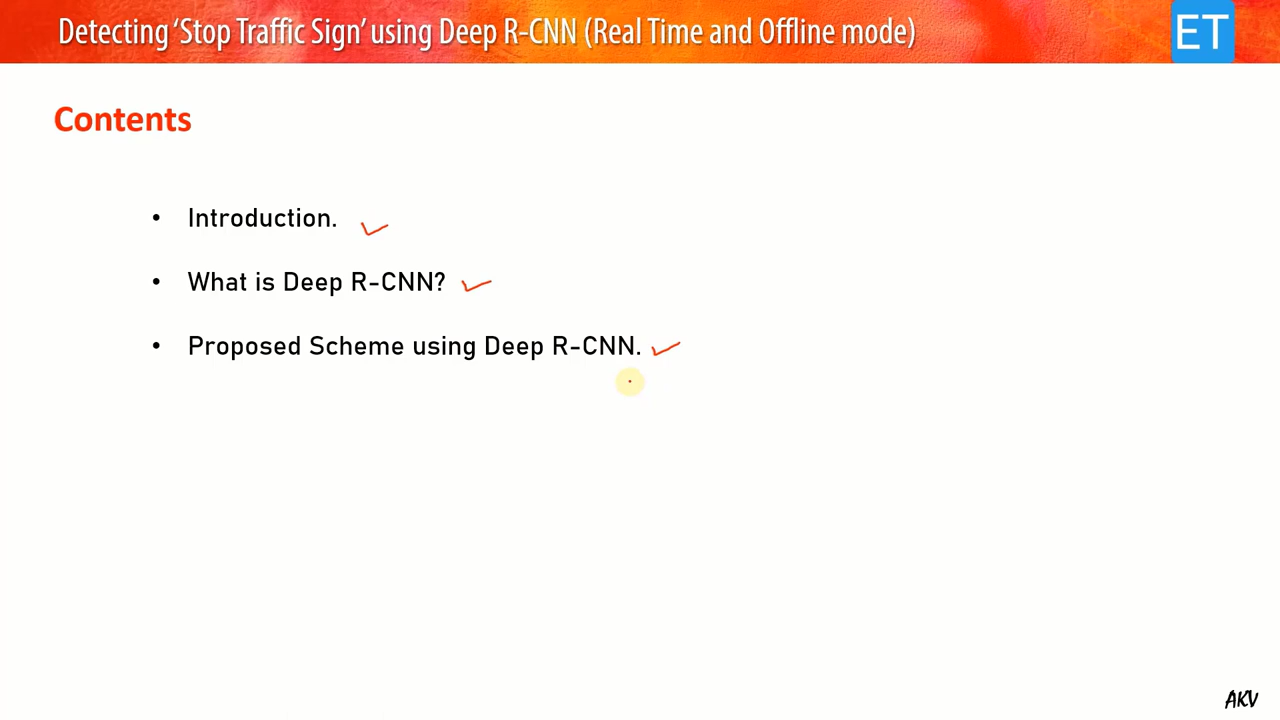 Detecting ‘Stop Traffic Sign’ using Deep R-CNN (Real Time and Offline mode)
ET
Contents
• Introduction.
• What is Deep R-CNN?
• Proposed Scheme using Deep R-CNN.
AKV